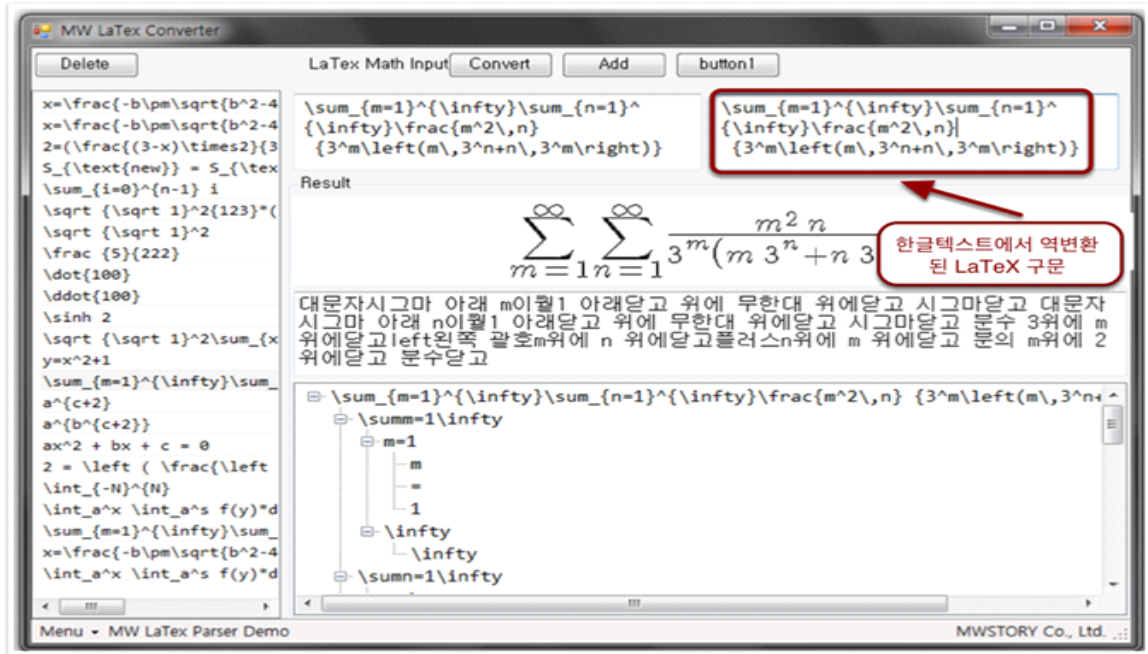 MW LaTex Converter
Delete
LaTex Math Input
Convert
Add
button1
x=\frac{-b\pm\sqrt{b^2-4
x=\frac{-b\pm\sqrt{b^2-4
2=(\frac{(3-x)\times2}{3
S_{\text{new}} = S_{\tex
\sum_{i=0}^{n-1} i
\sqrt {\sqrt 1}^2{123}*(
\sqrt {\sqrt 1}^2
\frac {5}{222}
\dot{100}
\ddot{100}
\sinh 2
\sqrt {\sqrt 1}^2\sum_{x
y=x^2+1
\sum_{m=1}^{\infty}\sum_
a^{c+2}
a^{b^{c+2}}
ax^2 + bx + c = 0
2 = \left ( \frac{\left
\int_{-N}^{N}
\int_a^x \int_a^s f(y)*d
\sum_{m=1}^{\infty}\sum_
x=\frac{-b\pm\sqrt{b^2-4
\int_a^x \int_a^s f(y)*d
\sum_{m=1}^{\infty}\sum_{n=1}^
{\infty}\frac{m^2\,n}
{3^m\left(m\,3^n+n\,3^m\right)}
\sum_{m=1}^{\infty}\sum_{n=1}^
{\infty}\frac{m^2\,n}
{3^m\left(m\,3^n+n\,3^m\right)}
Result
∞ ∞ m² n
∑ ∑ 3^m(m 3^n+n 3
m=1 n=1
한글텍스트에서 역변환
된 LaTeX 구문
대문자시그마 아래 m이퀄1 아래닫고 위에 무한대 위에닫고 시그마닫고 대문자
시그마 아래 n이퀄1 아래닫고 위에 무한대 위에닫고 시그마닫고 분수 3위에 m
위에닫고left왼쪽 괄호m위에 n 위에닫고플러스n위에 m 위에닫고 분의 m위에 2
위에닫고 분수닫고
\sum_{m=1}^{\infty}\sum_{n=1}^{\infty}\frac{m^2\,n} {3^m\left(m\,3^n+
\summ=1\infty
m=1
m
=
1
\infty
\infty
\sumn=1\infty
Menu
MW LaTex Parser Demo
MWSTORY Co., Ltd.